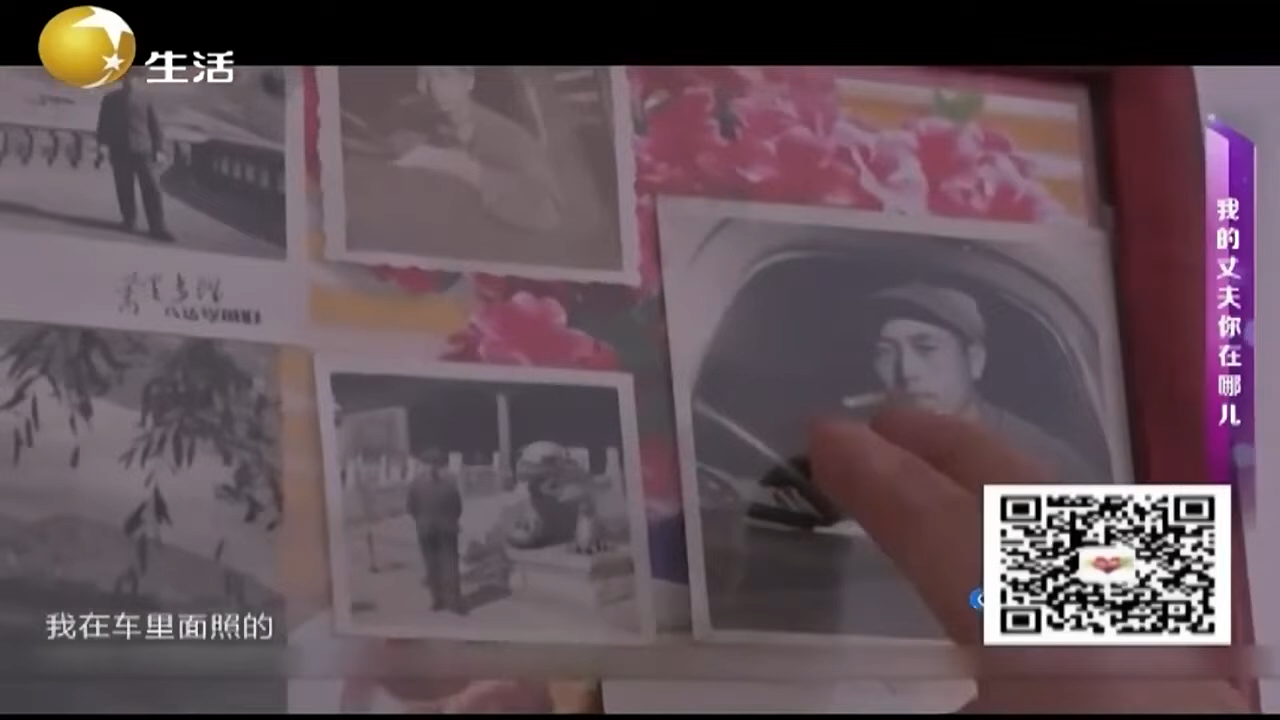 生活
我的丈夫你在哪儿
我在车里面照的